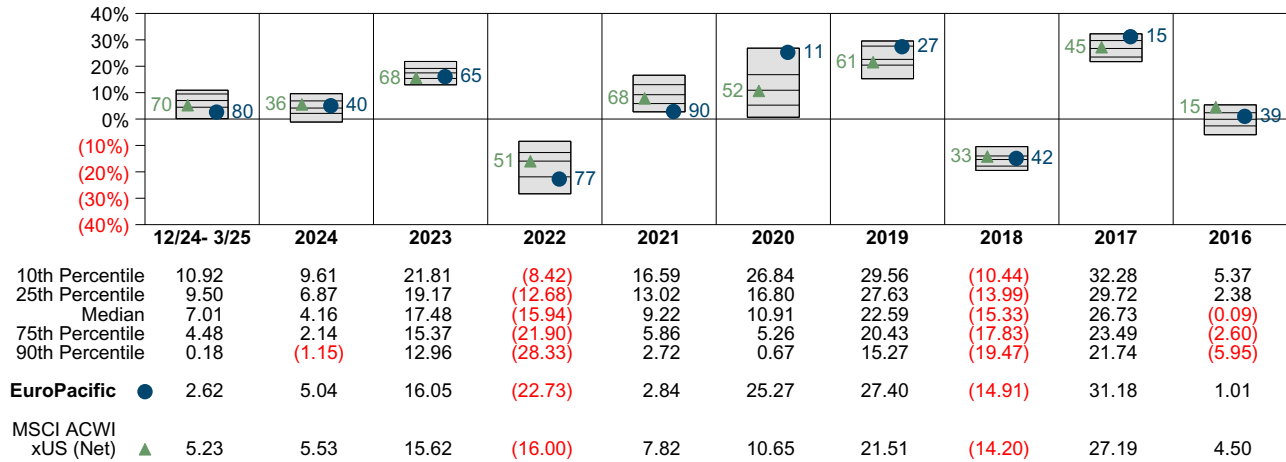 40%
30%
20%
10%
0%
(10%)
(20%)
(30%)
(40%)
70 80
36 40
68 65
51 77
68 90
52 11
61 27
33 42
45 15
15 39
12/24- 3/25 2024 2023 2022 2021 2020 2019 2018 2017 2016
10th Percentile 10.92 9.61 21.81 (8.42) 16.59 26.84 29.56 (10.44) 32.28 5.37
25th Percentile 9.50 6.87 19.17 (12.68) 13.02 16.80 27.63 (13.99) 29.72 2.38
Median 7.01 4.16 17.48 (15.94) 9.22 10.91 22.59 (15.33) 26.73 (0.09)
75th Percentile 4.48 2.14 15.37 (21.90) 5.86 5.26 20.43 (17.83) 23.49 (2.60)
90th Percentile 0.18 (1.15) 12.96 (28.33) 2.72 0.67 15.27 (19.47) 21.74 (5.95)
EuroPacific 2.62 5.04 16.05 (22.73) 2.84 25.27 27.40 (14.91) 31.18 1.01
MSCI ACWI
xUS (Net) 5.23 5.53 15.62 (16.00) 7.82 10.65 21.51 (14.20) 27.19 4.50